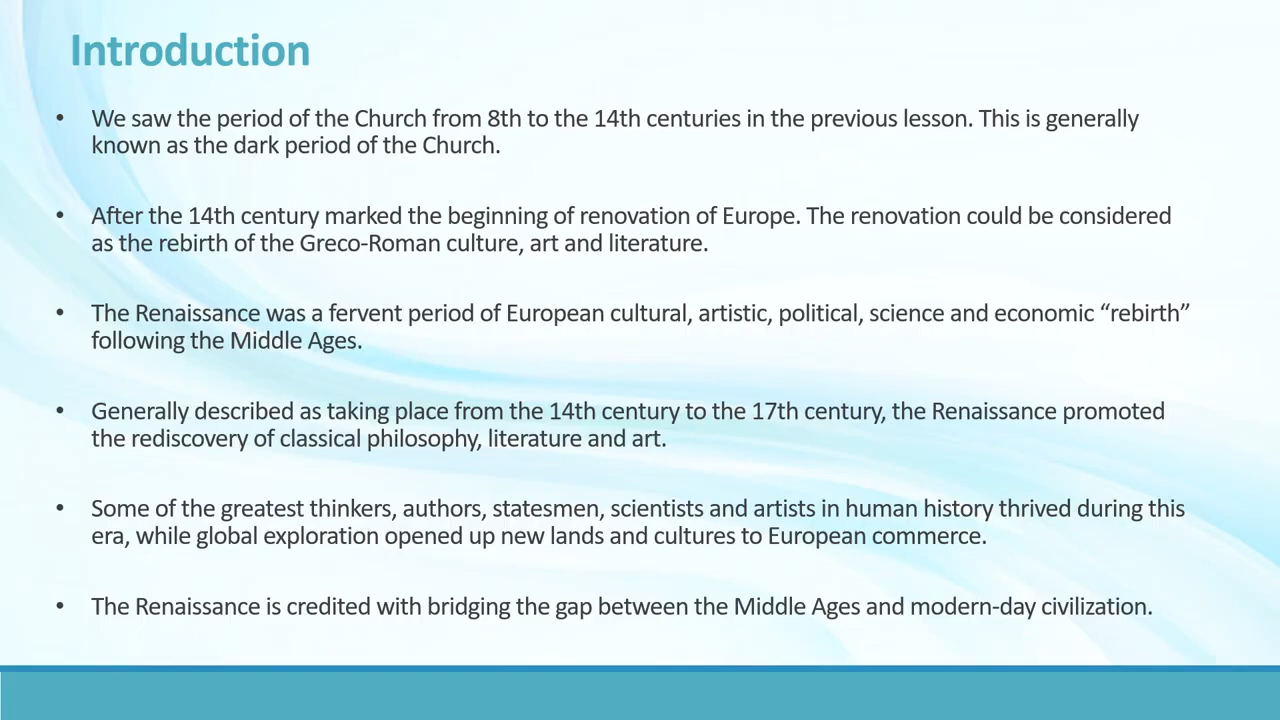 Introduction
• We saw the period of the Church from 8th to the 14th centuries in the previous lesson. This is generally
known as the dark period of the Church.
• After the 14th century marked the beginning of renovation of Europe. The renovation could be considered
as the rebirth of the Greco-Roman culture, art and literature.
• The Renaissance was a fervent period of European cultural, artistic, political, science and economic “rebirth”
following the Middle Ages.
• Generally described as taking place from the 14th century to the 17th century, the Renaissance promoted
the rediscovery of classical philosophy, literature and art.
• Some of the greatest thinkers, authors, statesmen, scientists and artists in human history thrived during this
era, while global exploration opened up new lands and cultures to European commerce.
• The Renaissance is credited with bridging the gap between the Middle Ages and modern-day civilization.